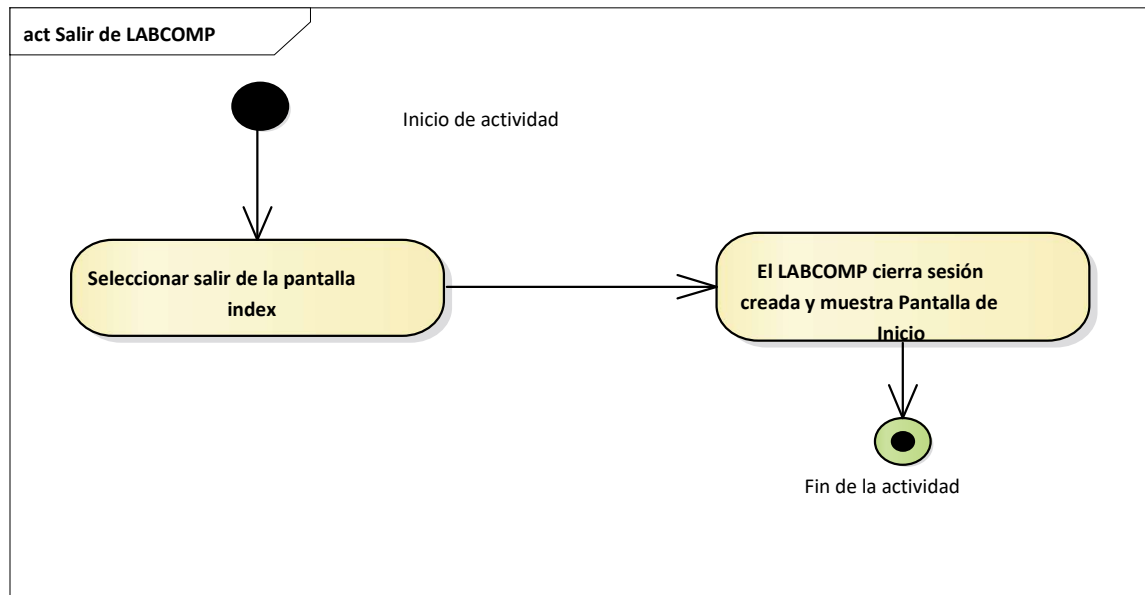 act Salir de LABCOMP
Inicio de actividad
Seleccionar salir de la pantalla
index
El LABCOMP cierra sesión
creada y muestra Pantalla de
Inicio
Fin de la actividad